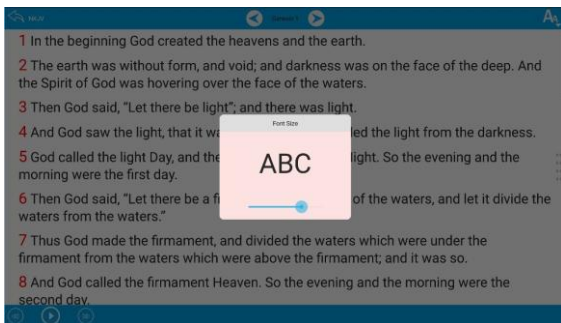 NKJV
Genesis 1
1 In the beginning God created the heavens and the earth.
2 The earth was without form, and void; and darkness was on the face of the deep. And
the Spirit of God was hovering over the face of the waters.
3 Then God said, “Let there be light”; and there was light.
4 And God saw the light, that it wa
led the light from the darkness.
5 God called the light Day, and the
light. So the evening and the
morning were the first day.
6 Then God said, “Let there be a fi
of the waters, and let it divide the
waters from the waters.”
7 Thus God made the firmament, and divided the waters which were under the
firmament from the waters which were above the firmament; and it was so.
8 And God called the firmament Heaven. So the evening and the morning were the
second day.
Font Size
ABC